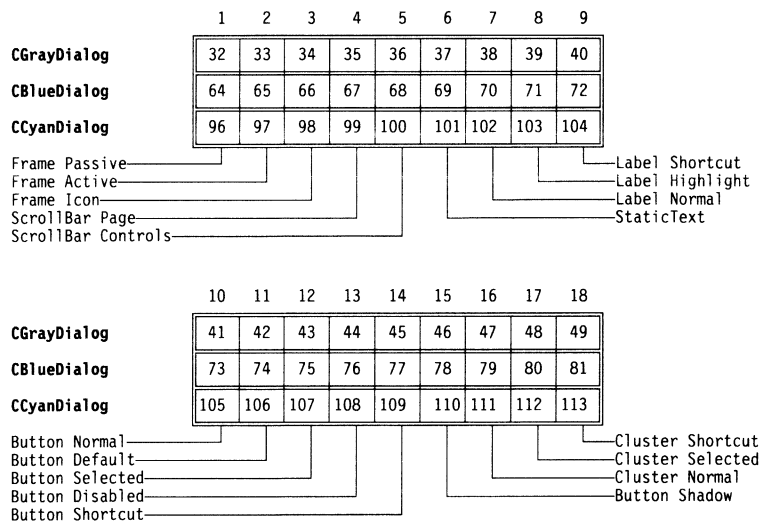 1 2 3 4 5 6 7 8 9
CGrayDialog 32 33 34 35 36 37 38 39 40
CBlueDialog 64 65 66 67 68 69 70 71 72
CCyanDialog 96 97 98 99 100 101 102 103 104
Frame Passive Label Shortcut
Frame Active Label Highlight
Frame Icon Label Normal
ScrollBar Page StaticText
ScrollBar Controls
10 11 12 13 14 15 16 17 18
CGrayDialog 41 42 43 44 45 46 47 48 49
CBlueDialog 73 74 75 76 77 78 79 80 81
CCyanDialog 105 106 107 108 109 110 111 112 113
Button Normal Cluster Shortcut
Button Default Cluster Selected
Button Selected Cluster Normal
Button Disabled Button Shadow
Button Shortcut